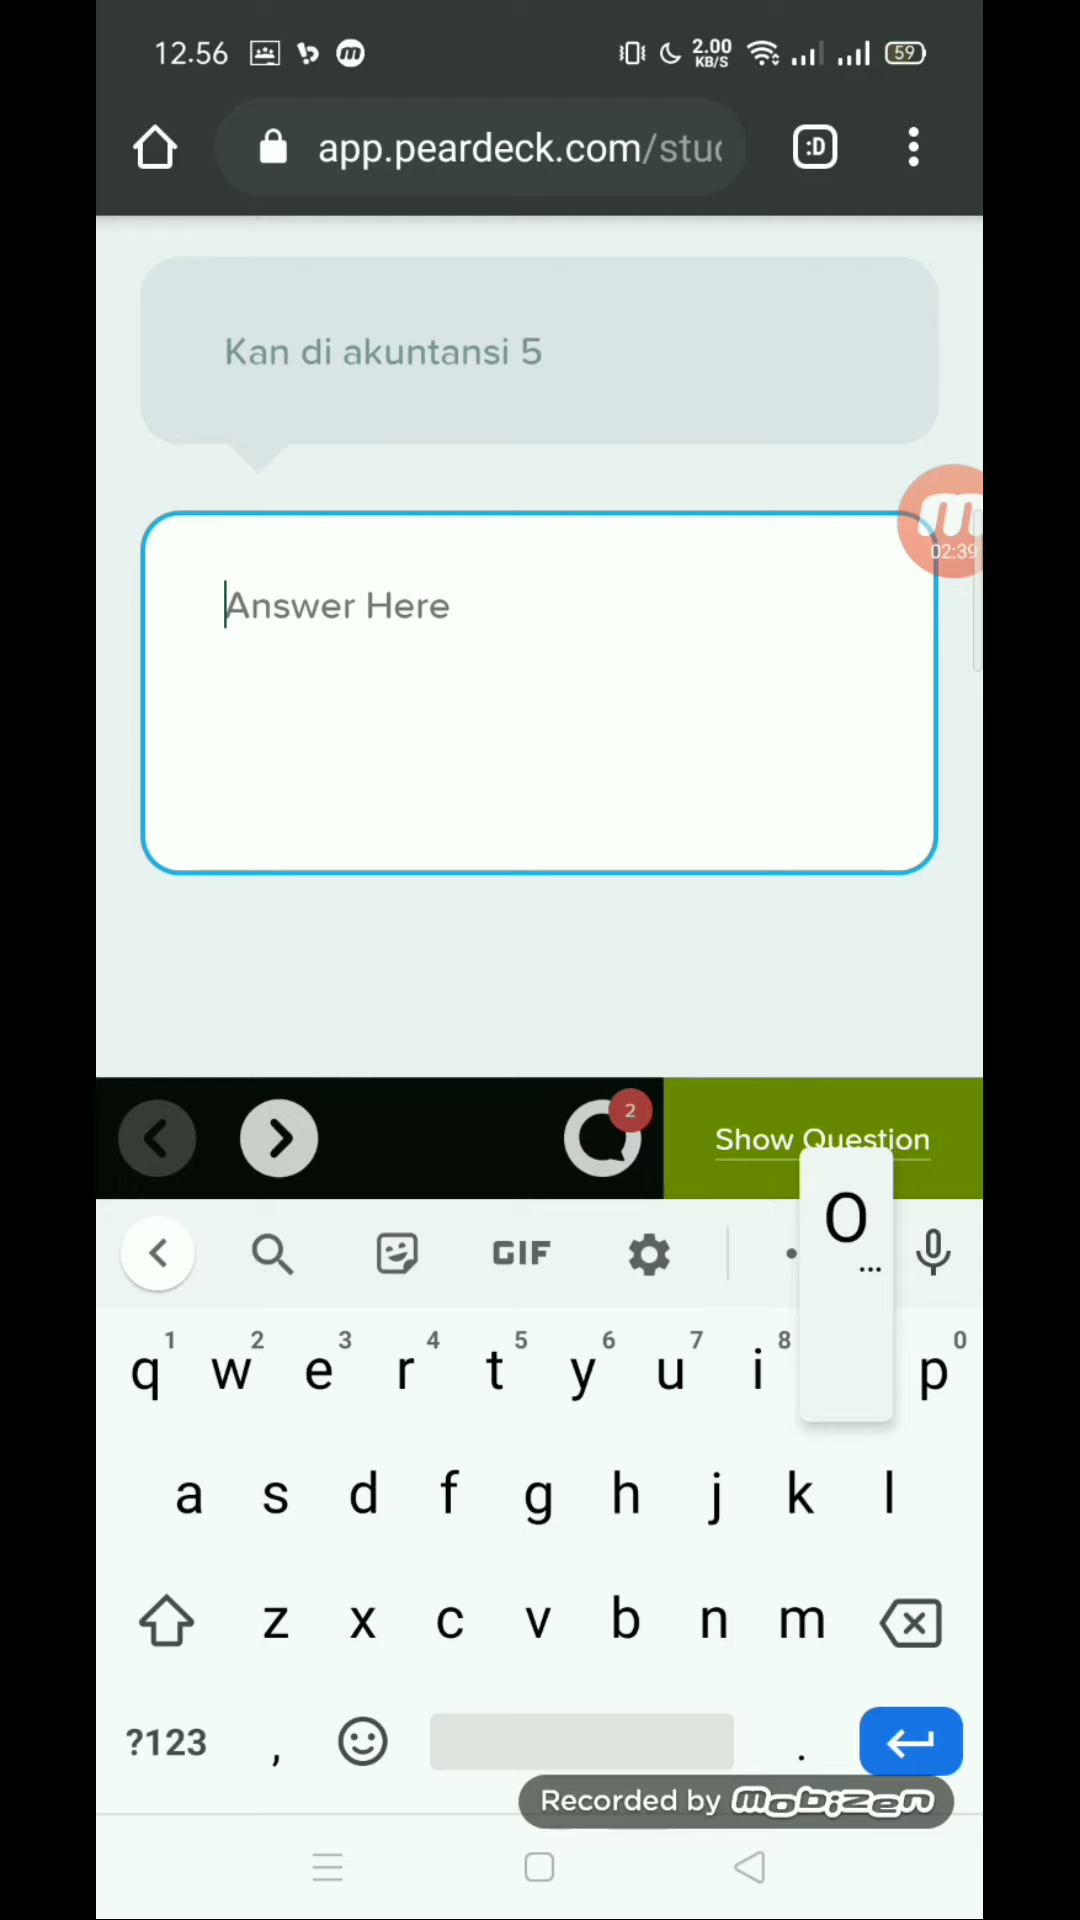 12.56 2.00 KB/S 59
app.peardeck.com/stud :D
Kan di akuntansi 5
02:39
Answer Here
2
Show Question
GIF
O
...
1 2 3 4 5 6 7 8 0
q w e r t y u i p
a s d f g h j k l
z x c v b n m
?123 , .
Recorded by mobizen